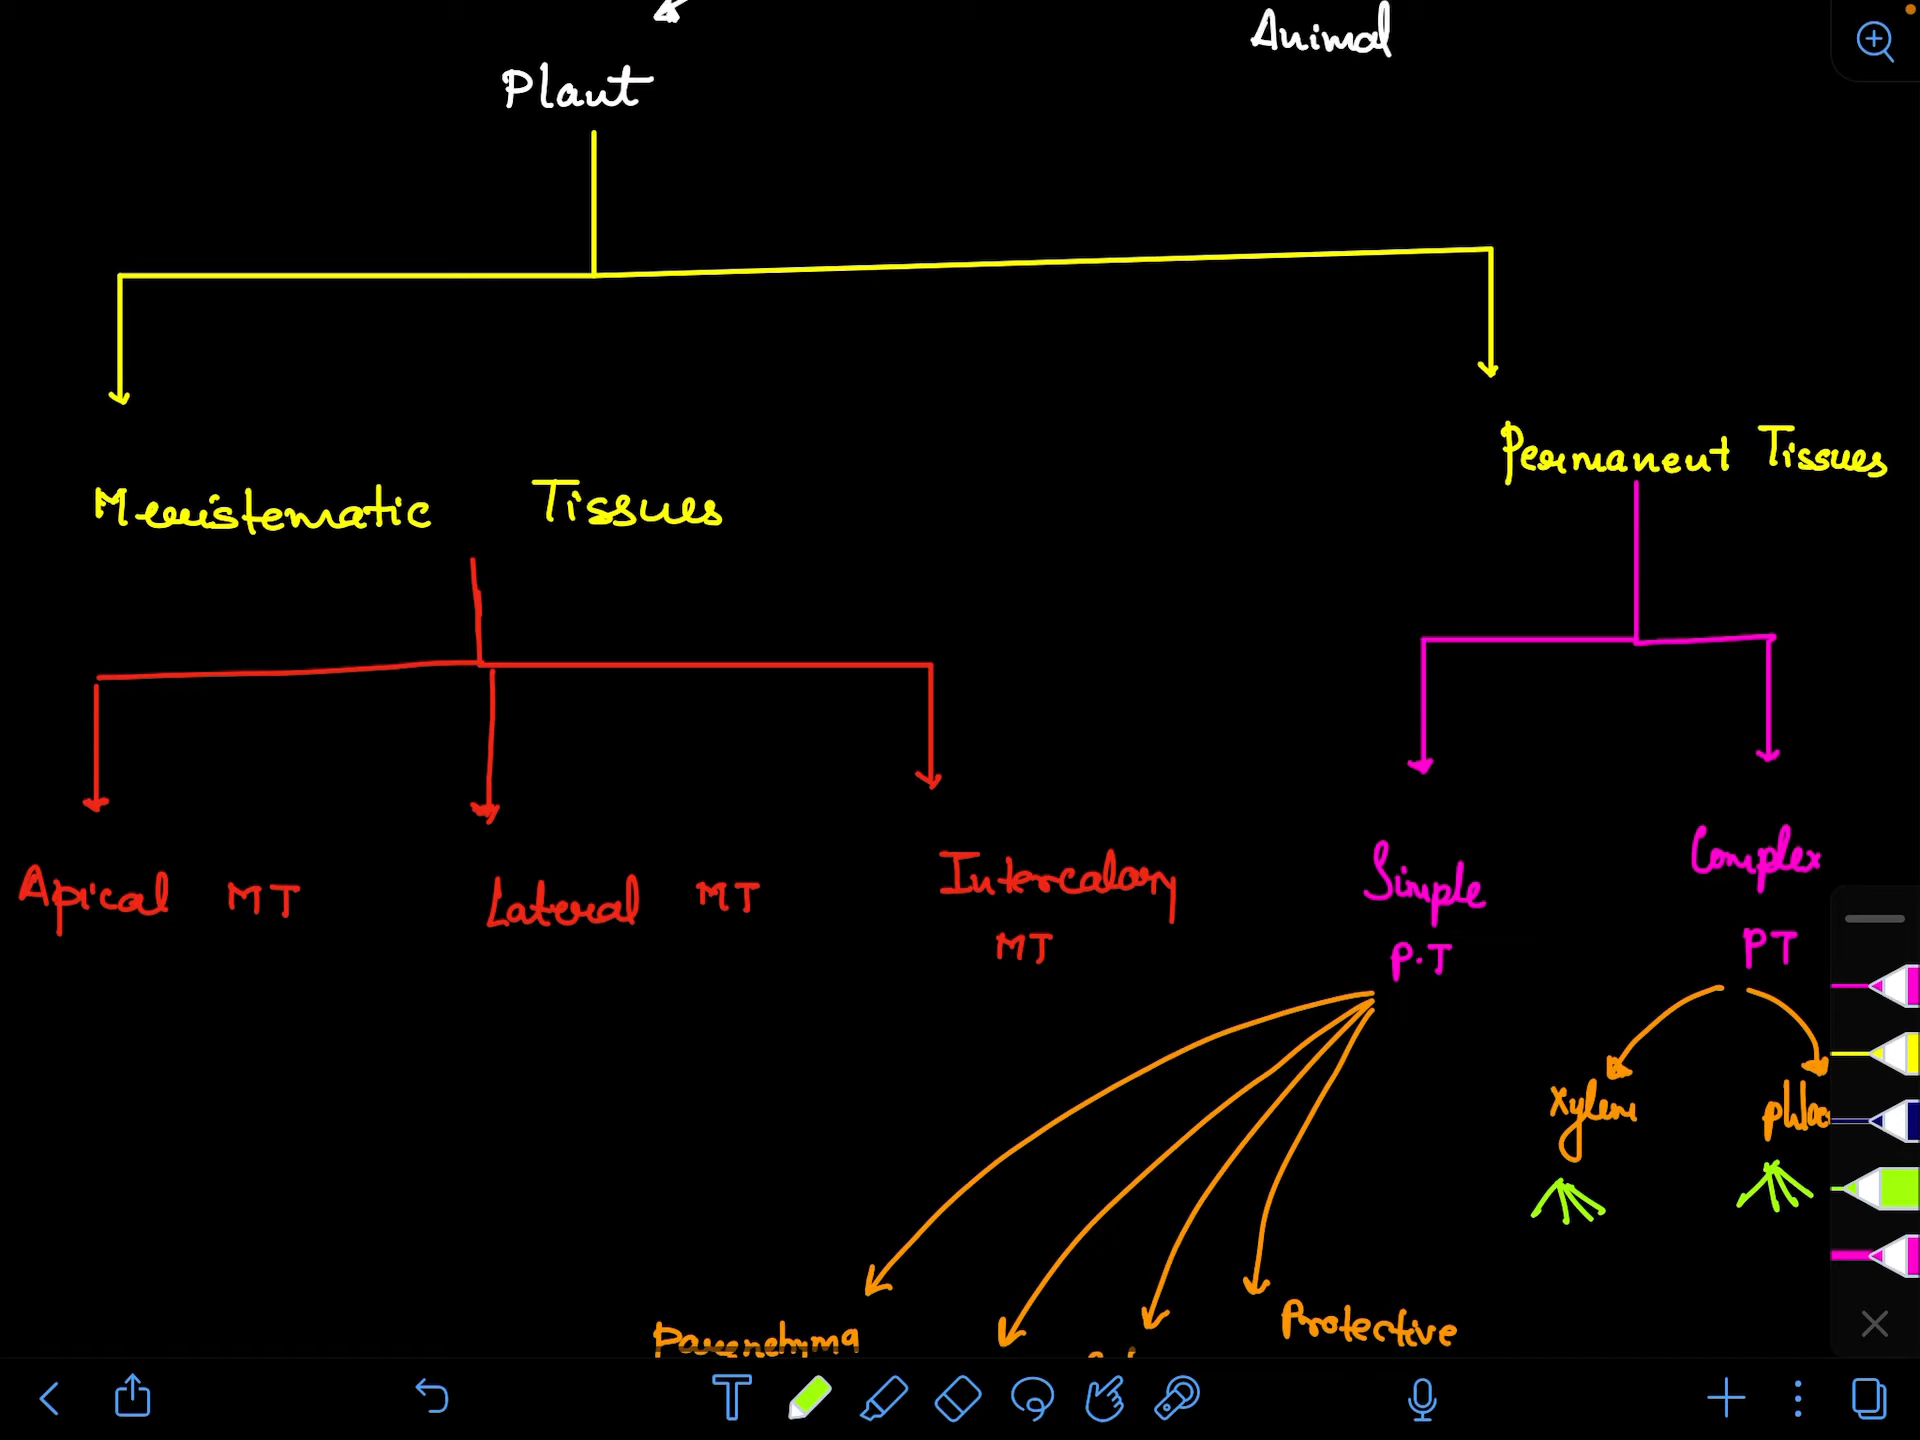 Animal
Plant
Permanent Tissues
Meristematic Tissues
Apical MT
Lateral MT
Intercalary
MT
Simple
P.T
Complex
PT
Xylem
Parenchyma
Protective